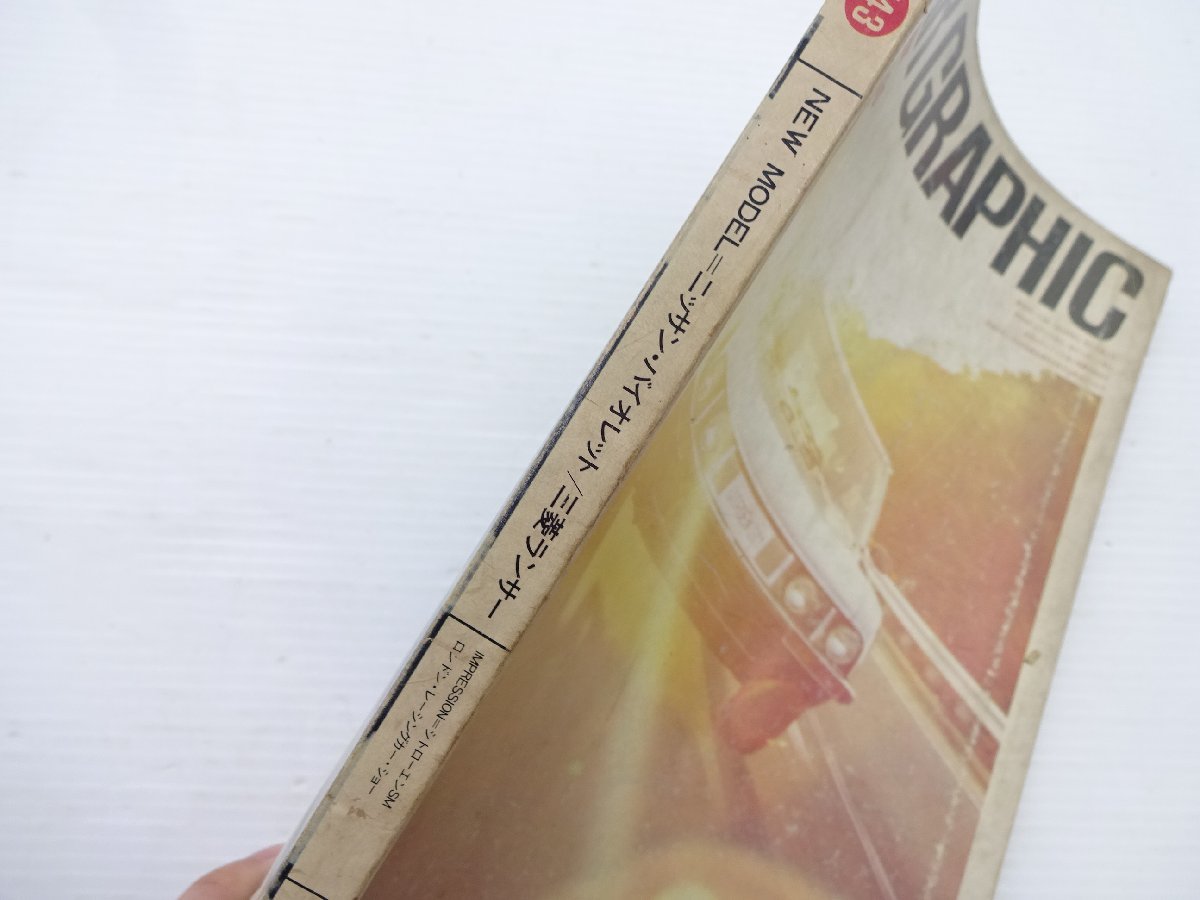 GRAPHIC
NEW MODEL=ニッサン・バイオレット/三菱ランサー
IMPRESSION=シトローエンSM
ロンドン・レーシングカー・ショー